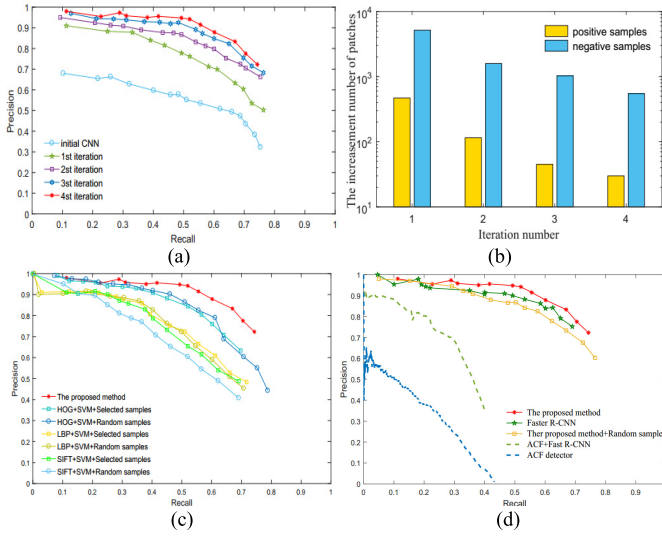 1
0.9
0.8
0.7
0.6
0.5
0.4
0.3
0.2
0.1
0
Precision
initial CNN
1st iteration
2st iteration
3st iteration
4st iteration
0 0.1 0.2 0.3 0.4 0.5 0.6 0.7 0.8 0.9 1
Recall
(a)
10^4
10^3
10^2
10^1
The increasement number of patches
positive samples
negative samples
1 2 3 4
Iteration number
(b)
1
0.9
0.8
0.7
0.6
0.5
0.4
0.3
0.2
0.1
0
Precision
The proposed method
HOG+SVM+Selected samples
HOG+SVM+Random samples
LBP+SVM+Selected samples
LBP+SVM+Random samples
SIFT+SVM+Selected samples
SIFT+SVM+Random samples
0 0.1 0.2 0.3 0.4 0.5 0.6 0.7 0.8 0.9 1
Recall
(c)
1
0.9
0.8
0.7
0.6
0.5
0.4
0.3
0.2
0.1
0
Precision
The proposed method
Faster R-CNN
Ther proposed method+Random sample
ACF+Fast R-CNN
ACF detector
0 0.1 0.2 0.3 0.4 0.5 0.6 0.7 0.8 0.9 1
Recall
(d)